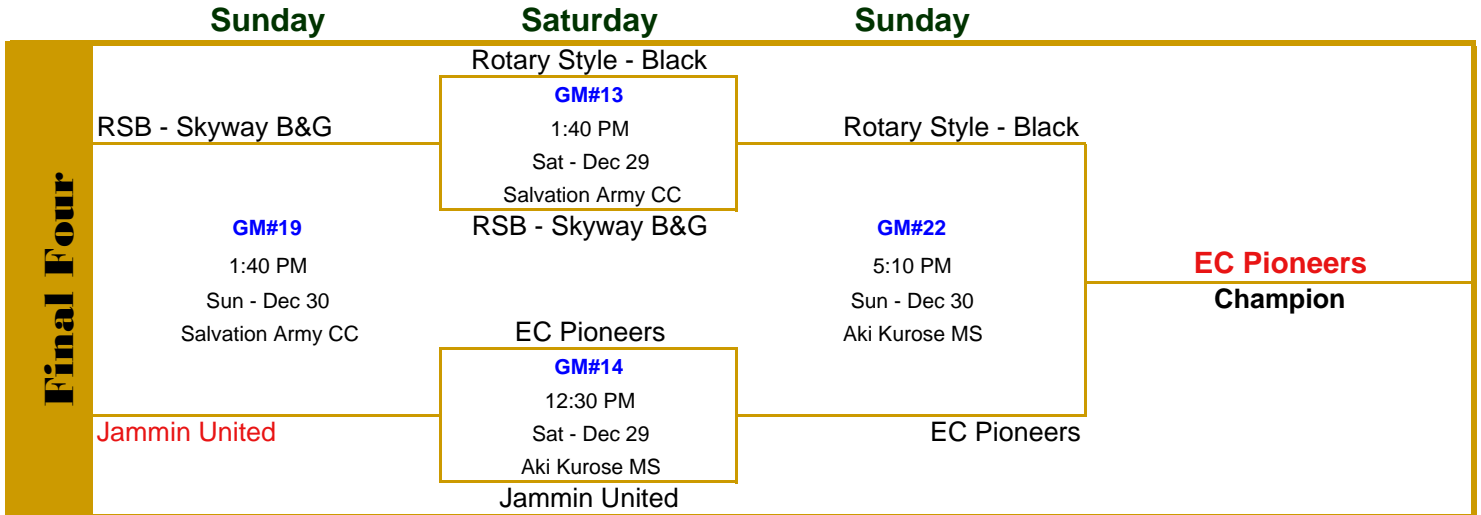 Sunday
Saturday
Sunday
Final Four
Rotary Style - Black
GM#13
1:40 PM
Sat - Dec 29
Salvation Army CC
RSB - Skyway B&G
RSB - Skyway B&G
GM#19
1:40 PM
Sun - Dec 30
Salvation Army CC
Jammin United
EC Pioneers
GM#14
12:30 PM
Sat - Dec 29
Aki Kurose MS
Jammin United
Rotary Style - Black
GM#22
5:10 PM
Sun - Dec 30
Aki Kurose MS
EC Pioneers
EC Pioneers
Champion